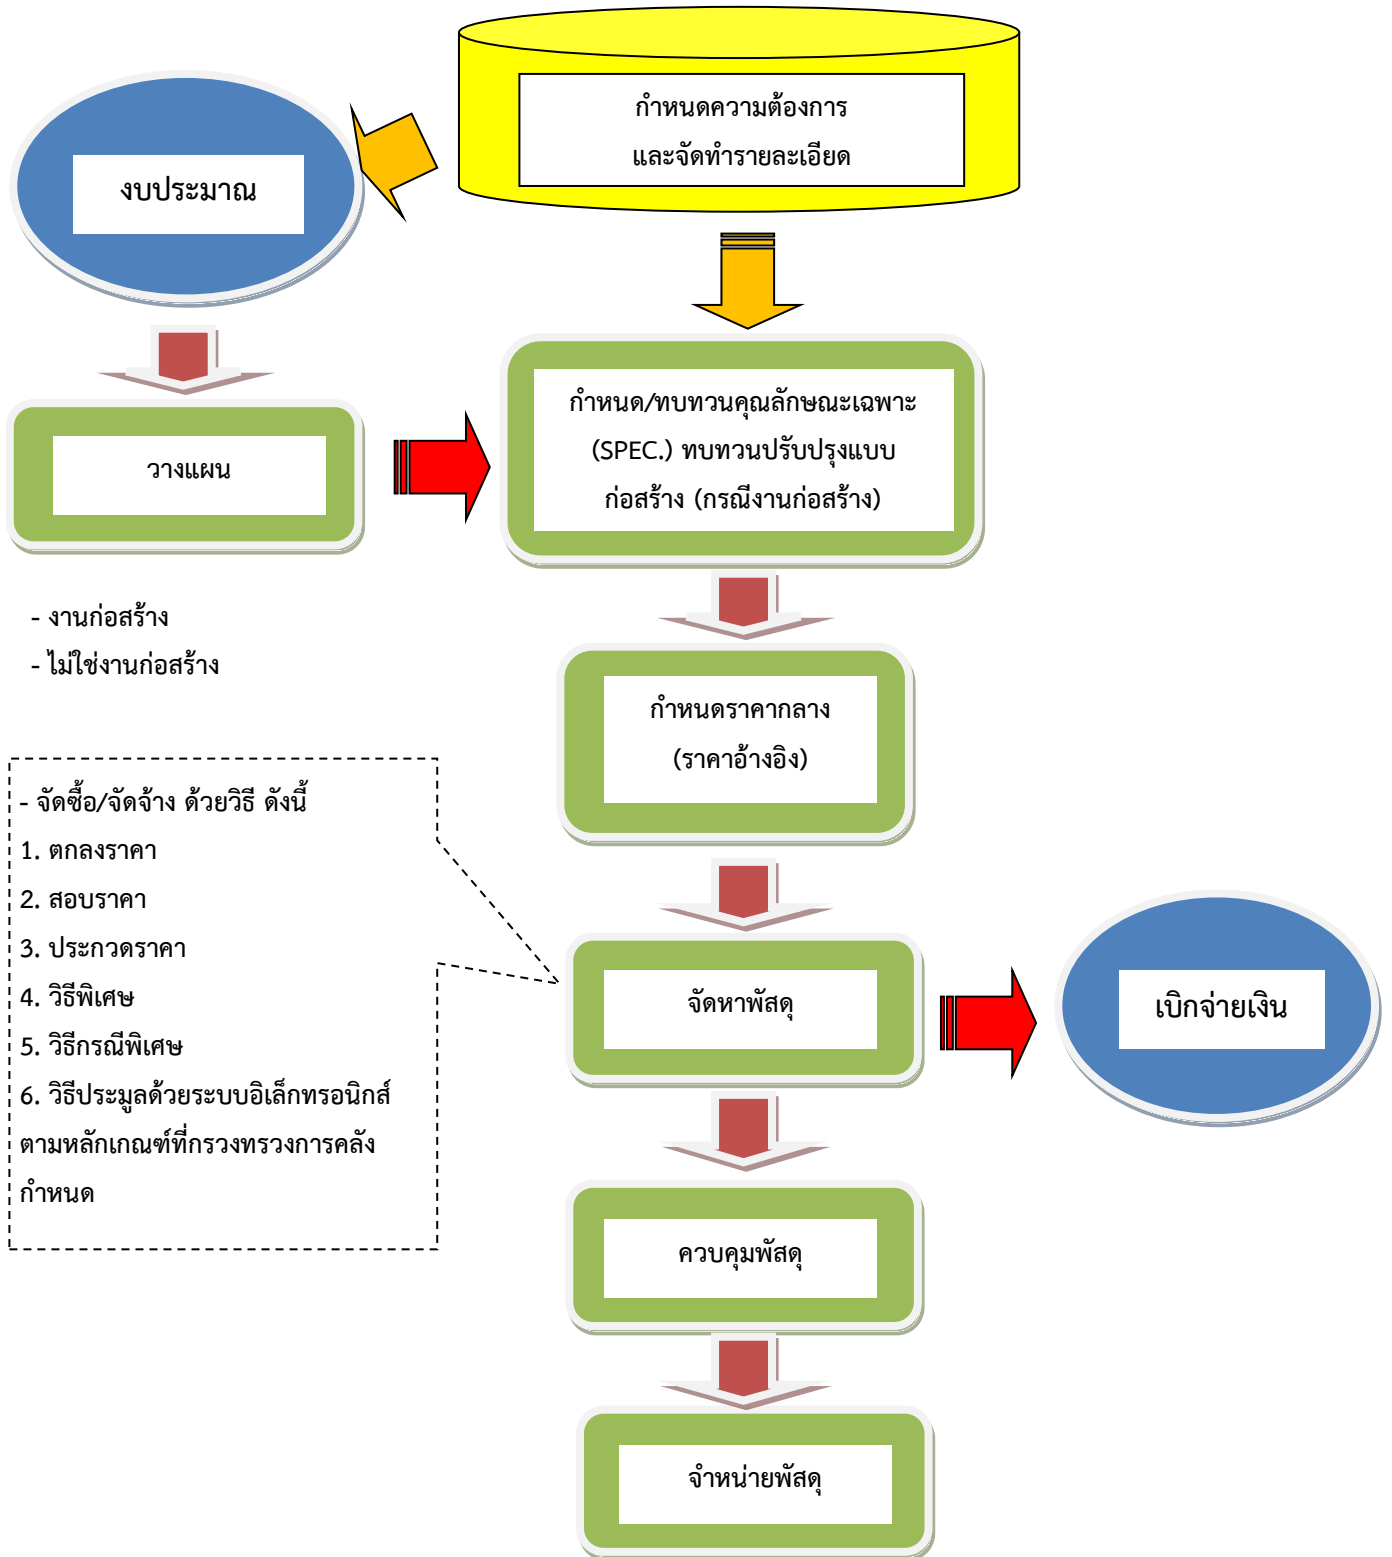 กำหนดความต้องการ
และจัดทำรายละเอียด
งบประมาณ
วางแผน
กำหนด/ทบทวนคุณลักษณะเฉพาะ
(SPEC.) ทบทวนปรับปรุงแบบ
ก่อสร้าง (กรณีงานก่อสร้าง)
- งานก่อสร้าง
- ไม่ใช่งานก่อสร้าง
กำหนดราคากลาง
(ราคาอ้างอิง)
- จัดซื้อ/จัดจ้าง ด้วยวิธี ดังนี้
1. ตกลงราคา
2. สอบราคา
3. ประกวดราคา
4. วิธีพิเศษ
5. วิธีกรณีพิเศษ
6. วิธีประมูลด้วยระบบอิเล็กทรอนิกส์
ตามหลักเกณฑ์ที่กรวงทรวงการคลัง
กำหนด
จัดหาพัสดุ
เบิกจ่ายเงิน
ควบคุมพัสดุ
จำหน่ายพัสดุ